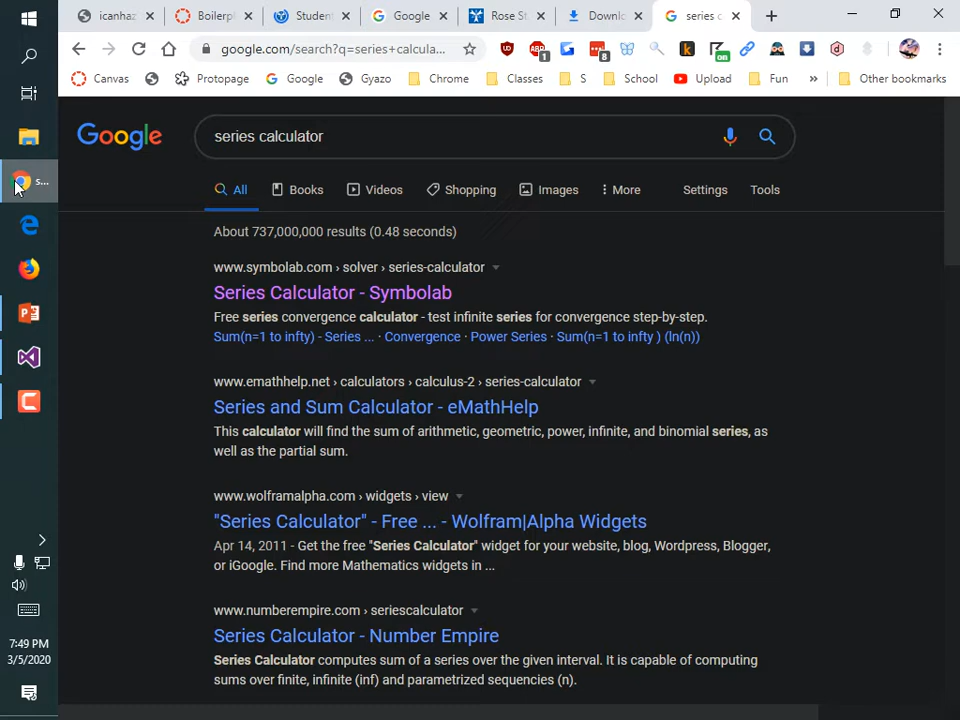 icanhaz
Boilerpl
Student
Google
Rose St
Downlo
series c
google.com/search?q=series+calcula...
ABP
1
8
k
on
d
Canvas
Protopage
Google
Gyazo
Chrome
Classes
S
School
Upload
Fun
»
Other bookmarks
s...
Google
series calculator
All
Books
Videos
Shopping
Images
More
Settings
Tools
About 737,000,000 results (0.48 seconds)
www.symbolab.com › solver › series-calculator
Series Calculator - Symbolab
Free series convergence calculator - test infinite series for convergence step-by-step.
Sum(n=1 to infty) - Series ... · Convergence · Power Series · Sum(n=1 to infty ) (ln(n))
www.emathhelp.net › calculators › calculus-2 › series-calculator
Series and Sum Calculator - eMathHelp
This calculator will find the sum of arithmetic, geometric, power, infinite, and binomial series, as
well as the partial sum.
www.wolframalpha.com › widgets › view
"Series Calculator" - Free ... - Wolfram|Alpha Widgets
Apr 14, 2011 - Get the free "Series Calculator" widget for your website, blog, Wordpress, Blogger,
or iGoogle. Find more Mathematics widgets in ...
www.numberempire.com › seriescalculator
Series Calculator - Number Empire
Series Calculator computes sum of a series over the given interval. It is capable of computing
sums over finite, infinite (inf) and parametrized sequencies (n).
7:49 PM
3/5/2020